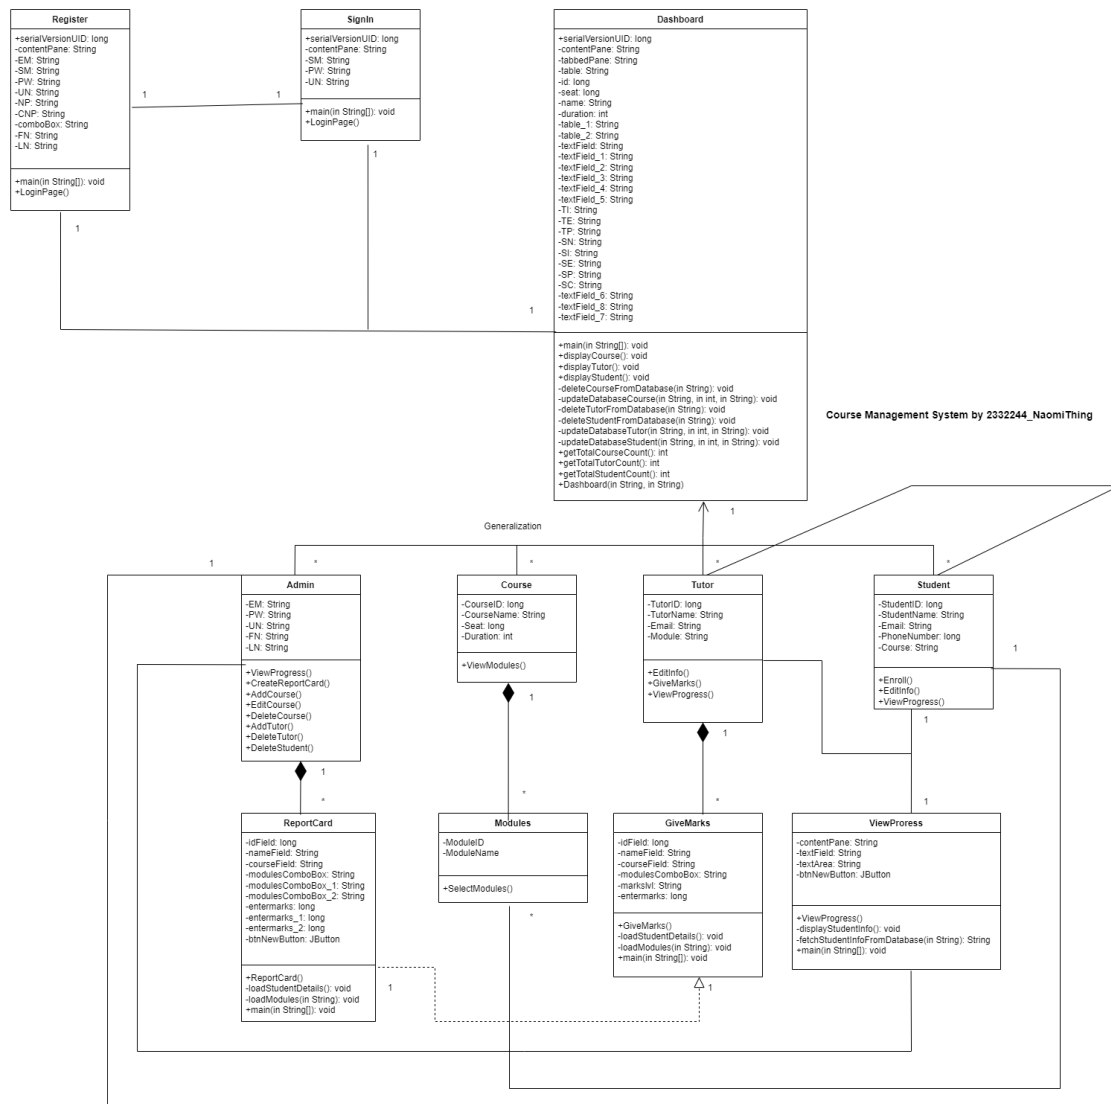 Register
+serialVersionUID: long
-contentPane: String
-EM: String
-SM: String
-PW: String
-UN: String
-NP: String
-CNP: String
-comboBox: String
-FN: String
-LN: String
+main(in String[]): void
+LoginPage()
1
1
1
SignIn
+serialVersionUID: long
-contentPane: String
-SM: String
-PW: String
-UN: String
+main(in String[]): void
+LoginPage()
1
1
Dashboard
+serialVersionUID: long
-contentPane: String
-tabbedPane: String
-table: String
-id: long
-seat: long
-name: String
-duration: int
-table_1: String
-table_2: String
-textField: String
-textField_1: String
-textField_2: String
-textField_3: String
-textField_4: String
-textField_5: String
-TI: String
-TE: String
-TP: String
-SN: String
-SI: String
-SE: String
-SP: String
-SC: String
-textField_6: String
-textField_8: String
-textField_7: String
+main(in String[]): void
+displayCourse(): void
+displayTutor(): void
+displayStudent(): void
-deleteCourseFromDatabase(in String): void
-updateDatabaseCourse(in String, in int, in String): void
-deleteTutorFromDatabase(in String): void
-deleteStudentFromDatabase(in String): void
-updateDatabaseTutor(in String, in int, in String): void
-updateDatabaseStudent(in String, in int, in String): void
+getTotalCourseCount(): int
+getTotalTutorCount(): int
+getTotalStudentCount(): int
+Dashboard(in String, in String)
Course Management System by 2332244_NaomiThing
1
Generalization
1
*
*
*
*
Admin
-EM: String
-PW: String
-UN: String
-FN: String
-LN: String
+ViewProgress()
+CreateReportCard()
+AddCourse()
+EditCourse()
+DeleteCourse()
+AddTutor()
+DeleteTutor()
+DeleteStudent()
Course
-CourseID: long
-CourseName: String
-Seat: long
-Duration: int
+ViewModules()
Tutor
-TutorID: long
-TutorName: String
-Email: String
-Module: String
+EditInfo()
+GiveMarks()
+ViewProgress()
Student
-StudentID: long
-StudentName: String
-Email: String
-PhoneNumber: long
-Course: String
+Enroll()
+EditInfo()
+ViewProgress()
1
1
1
1
1
*
*
*
1
ReportCard
-idField: long
-nameField: String
-courseField: String
-modulesComboBox: String
-modulesComboBox_1: String
-modulesComboBox_2: String
-entermarks: long
-entermarks_1: long
-entermarks_2: long
-btnNewButton: JButton
+ReportCard()
-loadStudentDetails(): void
-loadModules(in String): void
+main(in String[]): void
Modules
-ModuleID
-ModuleName
+SelectModules()
*
GiveMarks
-idField: long
-nameField: String
-courseField: String
-modulesComboBox: String
-markslvl: String
-entermarks: long
+GiveMarks()
-loadStudentDetails(): void
-loadModules(in String): void
+main(in String[]): void
ViewProress
-contentPane: String
-textField: String
-textArea: String
-btnNewButton: JButton
+ViewProgress()
-displayStudentInfo(): void
-fetchStudentInfoFromDatabase(in String): String
+main(in String[]): void
1
1